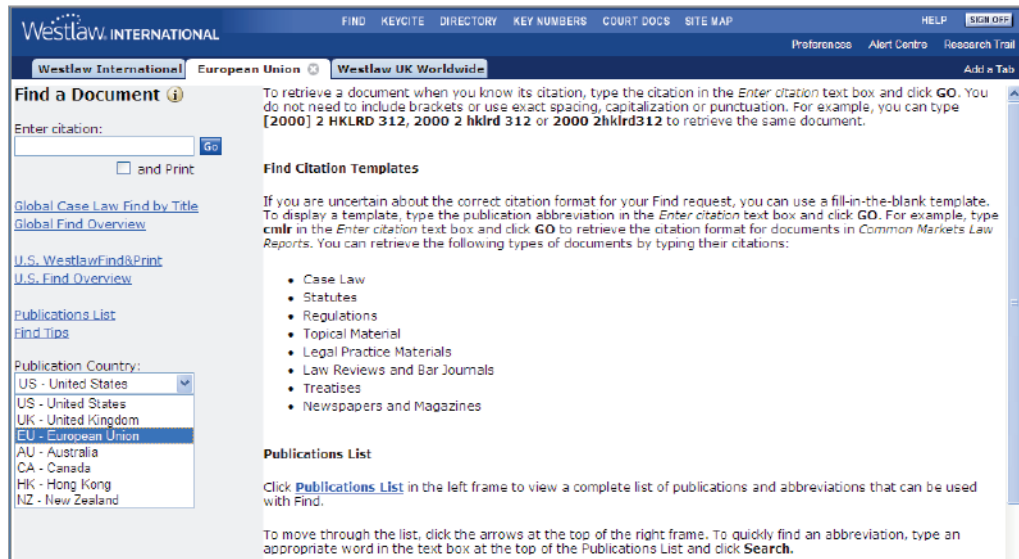 Westlaw. INTERNATIONAL
FIND KEYCITE DIRECTORY KEY NUMBERS COURT DOCS SITE MAP
HELP SIGN OFF
Preferences Alert Centre Research Trail
Westlaw International European Union Westlaw UK Worldwide
Add a Tab
Find a Document
Enter citation:
Go
and Print
Global Case Law Find by Title
Global Find Overview
U.S. WestlawFind&Print
U.S. Find Overview
Publications List
Find Tips
Publication Country:
US - United States
US - United States
UK - United Kingdom
EU - European Union
AU - Australia
CA - Canada
HK - Hong Kong
NZ - New Zealand
To retrieve a document when you know its citation, type the citation in the Enter citation text box and click GO. You
do not need to include brackets or use exact spacing, capitalization or punctuation. For example, you can type
[2000] 2 HKLRD 312, 2000 2 hklrd 312 or 2000 2hklrd312 to retrieve the same document.
Find Citation Templates
If you are uncertain about the correct citation format for your Find request, you can use a fill-in-the-blank template.
To display a template, type the publication abbreviation in the Enter citation text box and click GO. For example, type
cmlr in the Enter citation text box and click GO to retrieve the citation format for documents in Common Markets Law
Reports. You can retrieve the following types of documents by typing their citations:
• Case Law
• Statutes
• Regulations
• Topical Material
• Legal Practice Materials
• Law Reviews and Bar Journals
• Treatises
• Newspapers and Magazines
Publications List
Click Publications List in the left frame to view a complete list of publications and abbreviations that can be used
with Find.
To move through the list, click the arrows at the top of the right frame. To quickly find an abbreviation, type an
appropriate word in the text box at the top of the Publications List and click Search.